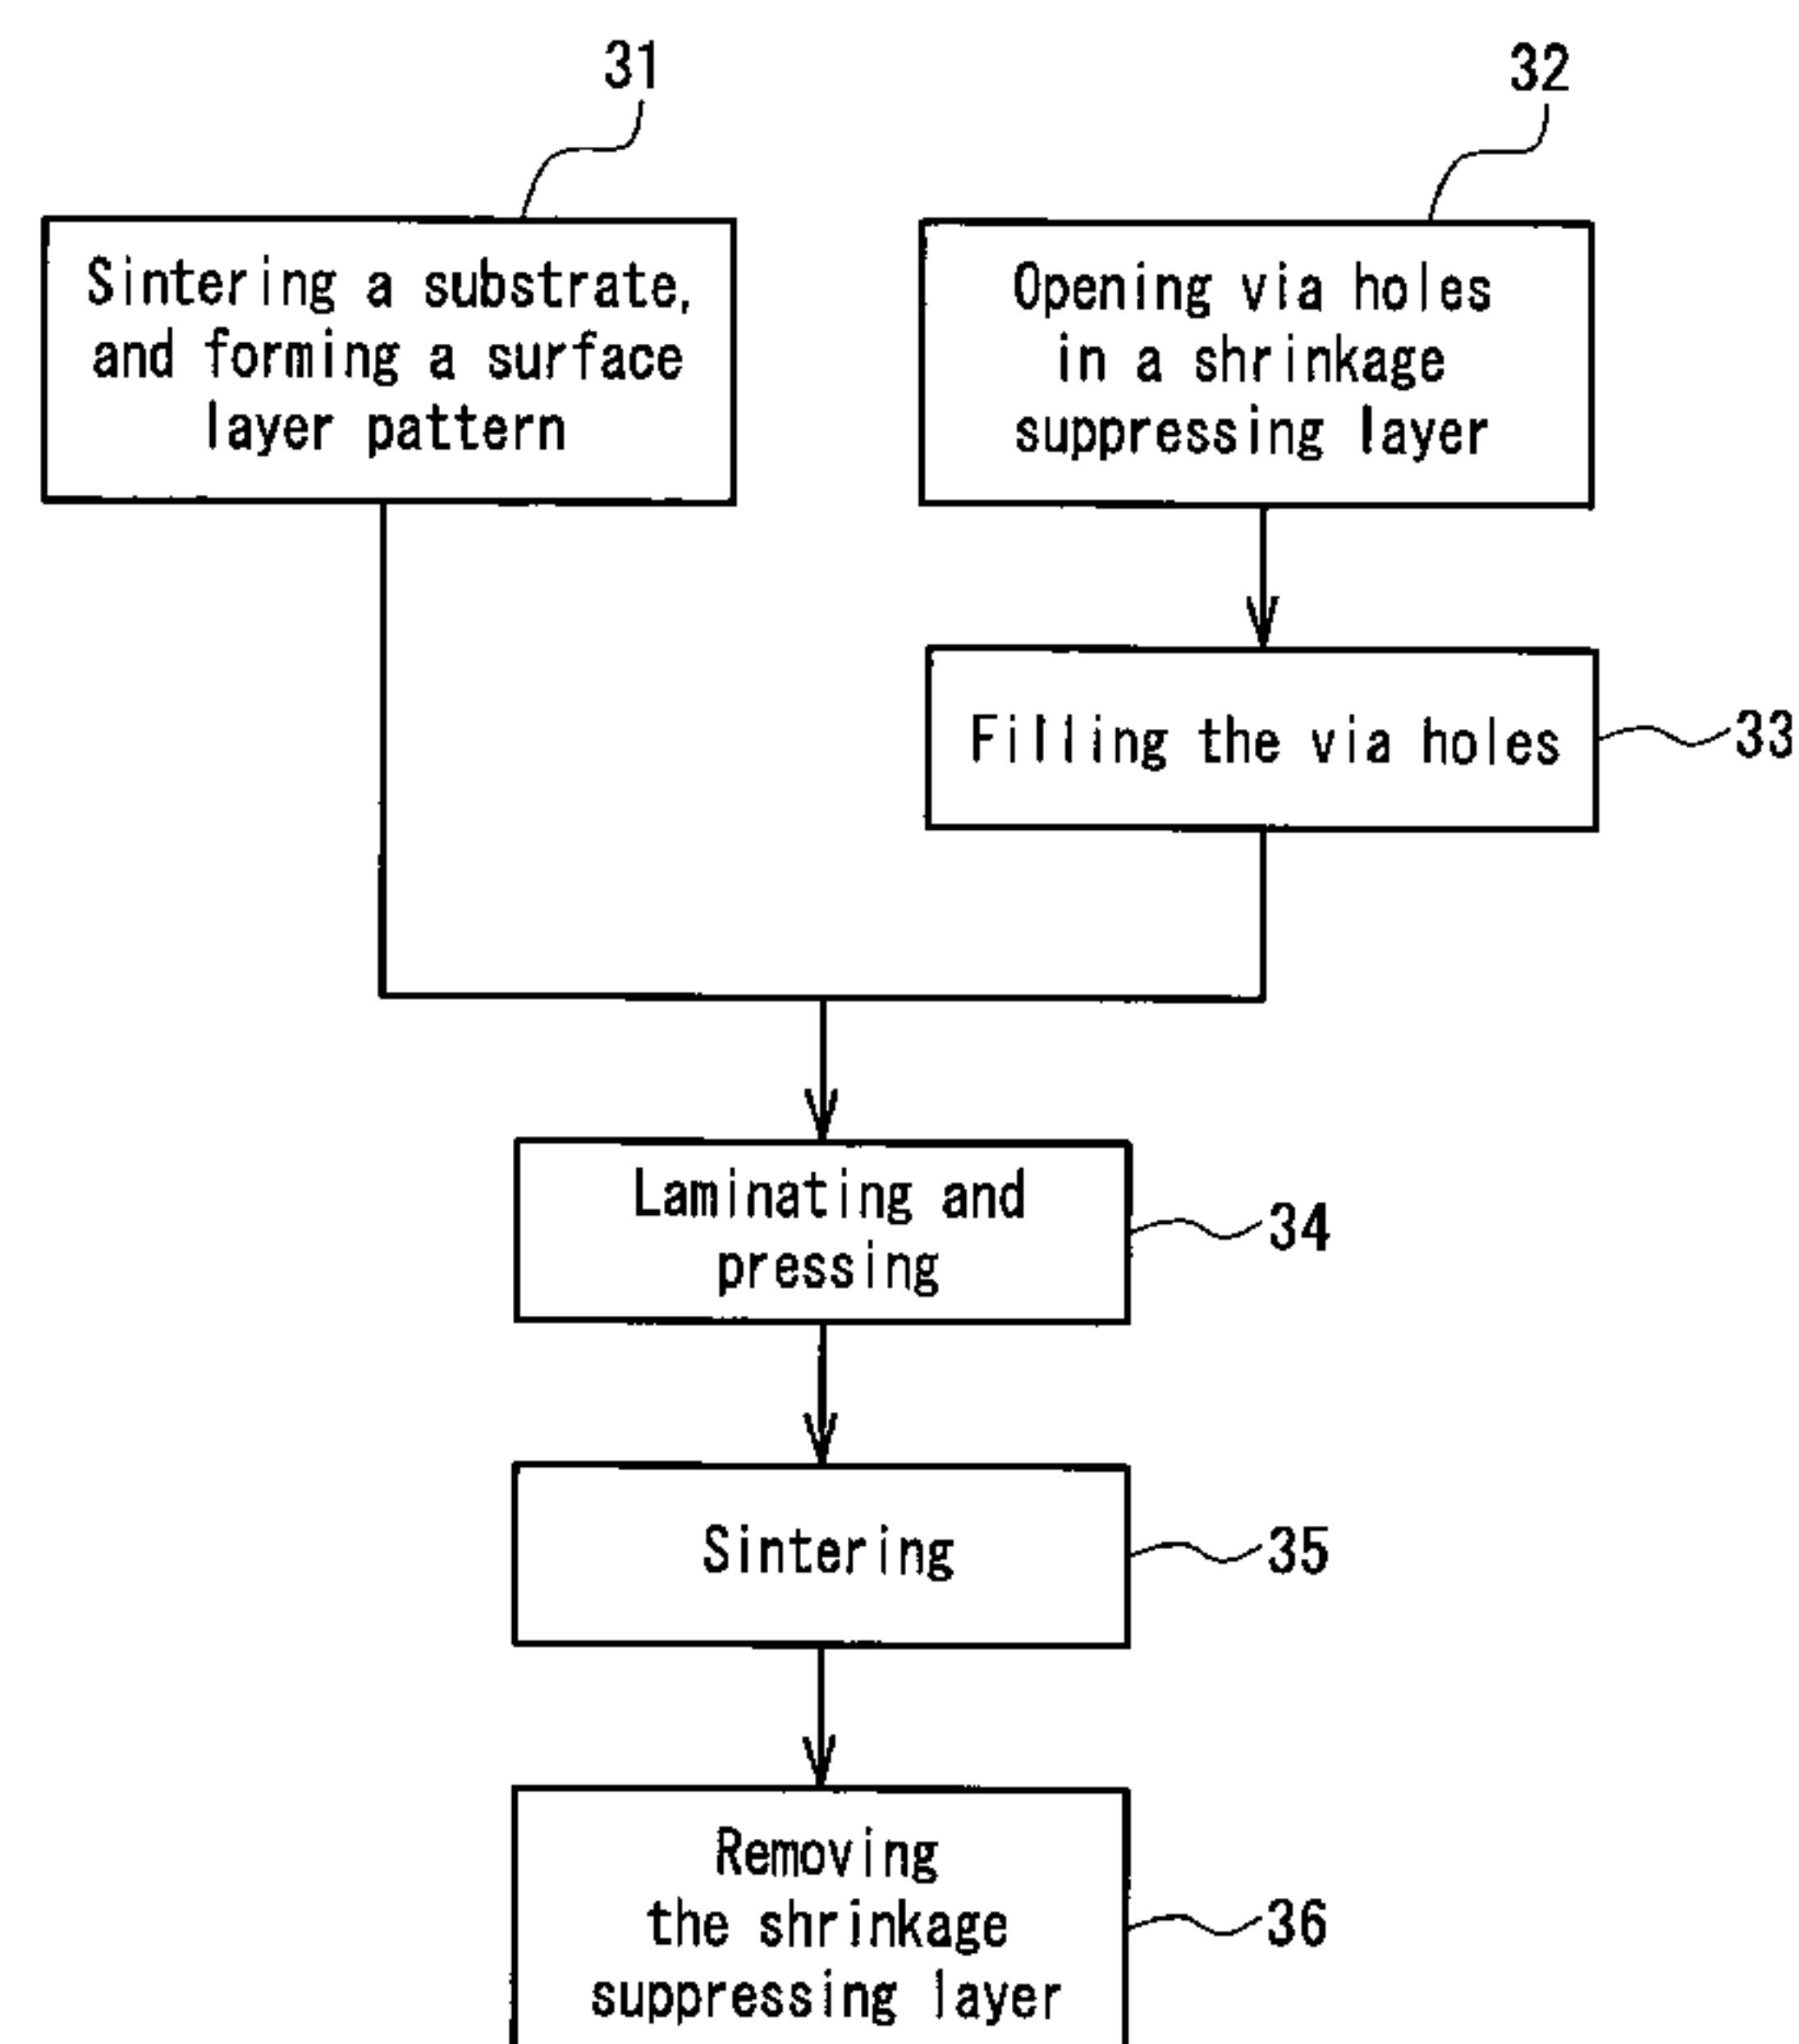 31
32
Sintering a substrate,
and forming a surface
layer pattern
Opening via holes
in a shrinkage
suppressing layer
Filling the via holes
33
Laminating and
pressing
34
Sintering
35
Removing
the shrinkage
suppressing layer
36